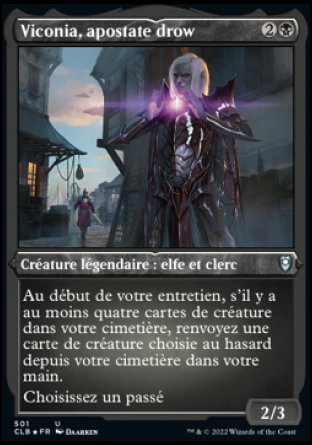 Viconia, apostate drow 2
Créature légendaire : elfe et clerc
Au début de votre entretien, s'il y a
au moins quatre cartes de créature
dans votre cimetière, renvoyez une
carte de créature choisie au hasard
depuis votre cimetière dans votre
main.
Choisissez un passé
2/3
501 U
CLB ★ FR DAARKEN
™ & © 2022 Wizards of the Coast